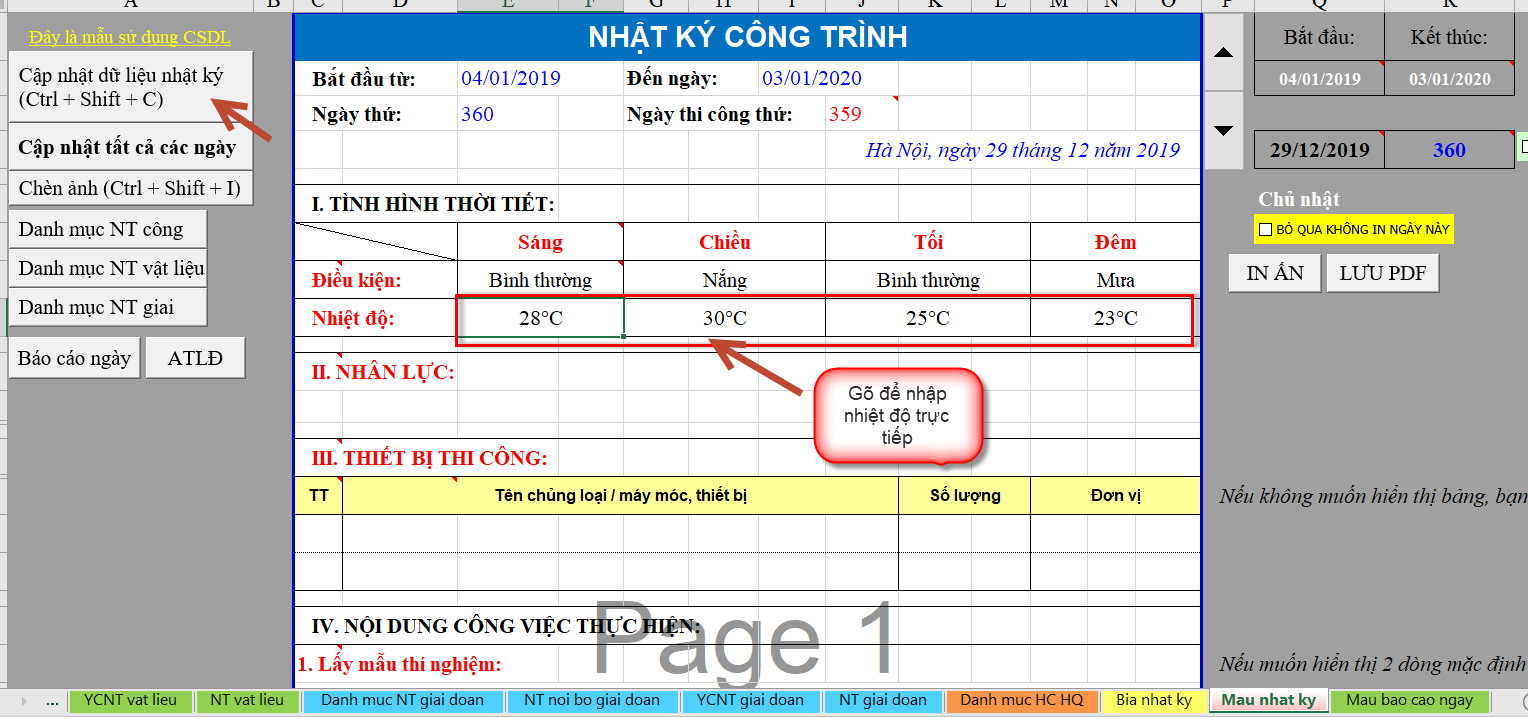 A B C D E F G H I J K L M N O P Q R
Đây là mẫu sử dụng CSDL
Cập nhật dữ liệu nhật ký
(Ctrl + Shift + C)
Cập nhật tất cả các ngày
Chèn ảnh (Ctrl + Shift + I)
Danh mục NT công
Danh mục NT vật liệu
Danh mục NT giai
Báo cáo ngày ATLĐ
NHẬT KÝ CÔNG TRÌNH
Bắt đầu từ: 04/01/2019 Đến ngày: 03/01/2020
Ngày thứ: 360 Ngày thi công thứ: 359
Hà Nội, ngày 29 tháng 12 năm 2019
I. TÌNH HÌNH THỜI TIẾT:
Sáng Chiều Tối Đêm
Điều kiện: Bình thường Nắng Bình thường Mưa
Nhiệt độ: 28°C 30°C 25°C 23°C
Gõ để nhập
nhiệt độ trực
tiếp
II. NHÂN LỰC:
III. THIẾT BỊ THI CÔNG:
TT Tên chủng loại / máy móc, thiết bị Số lượng Đơn vị
IV. NỘI DUNG CÔNG VIỆC THỰC HIỆN:
Page 1
1. Lấy mẫu thí nghiệm:
Bắt đầu: Kết thúc:
04/01/2019 03/01/2020
29/12/2019 360
Chủ nhật
BỎ QUA KHÔNG IN NGÀY NÀY
IN ẤN LƯU PDF
Nếu không muốn hiển thị bảng, bạn
Nếu muốn hiển thị 2 dòng mặc định
... YCNT vat lieu NT vat lieu Danh muc NT giai doan NT noi bo giai doan YCNT giai doan NT giai doan Danh muc HC HQ Bia nhat ky Mau nhat ky Mau bao cao ngay